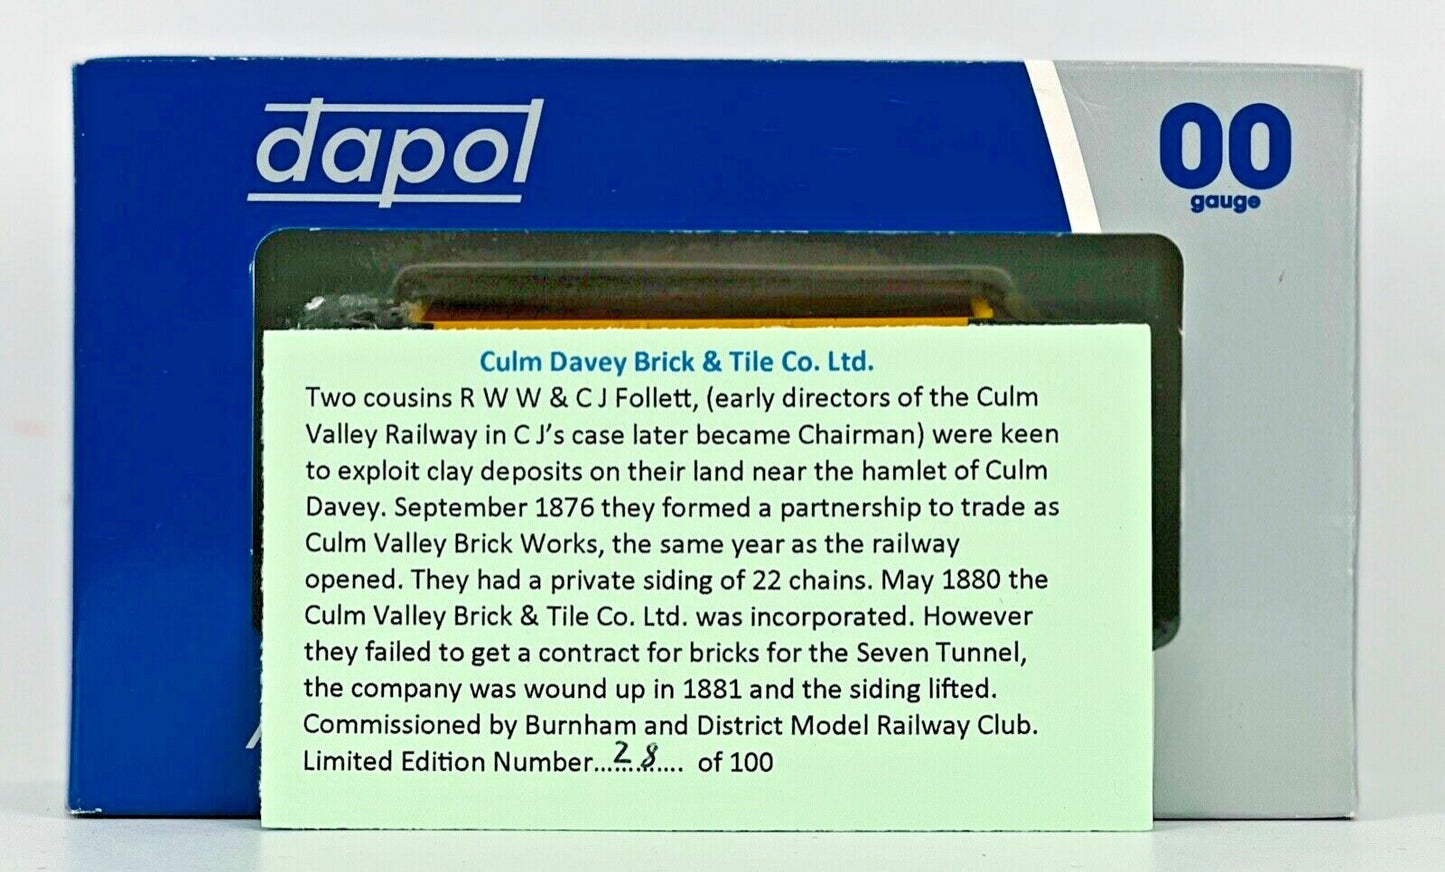 dapol
00
gauge
Culm Davey Brick & Tile Co. Ltd.
Two cousins R W W & C J Follett, (early directors of the Culm
Valley Railway in C J's case later became Chairman) were keen
to exploit clay deposits on their land near the hamlet of Culm
Davey. September 1876 they formed a partnership to trade as
Culm Valley Brick Works, the same year as the railway
opened. They had a private siding of 22 chains. May 1880 the
Culm Valley Brick & Tile Co. Ltd. was incorporated. However
they failed to get a contract for bricks for the Seven Tunnel,
the company was wound up in 1881 and the siding lifted.
Commissioned by Burnham and District Model Railway Club.
Limited Edition Number...28.... of 100